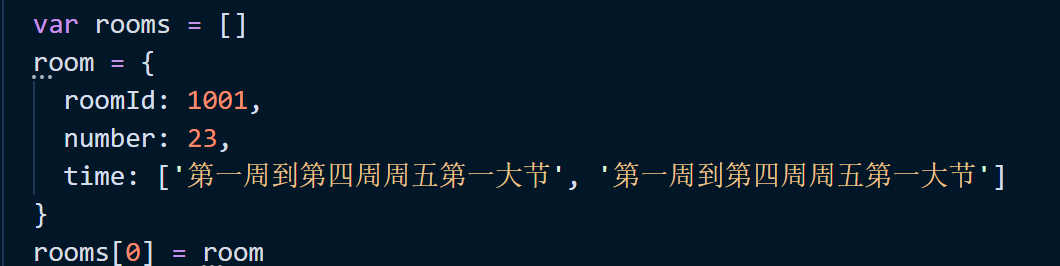 var rooms = []
room = {
roomId: 1001,
number: 23,
time: ['第一周到第四周周五第一大节', '第一周到第四周周五第一大节']
}
rooms[0] = room